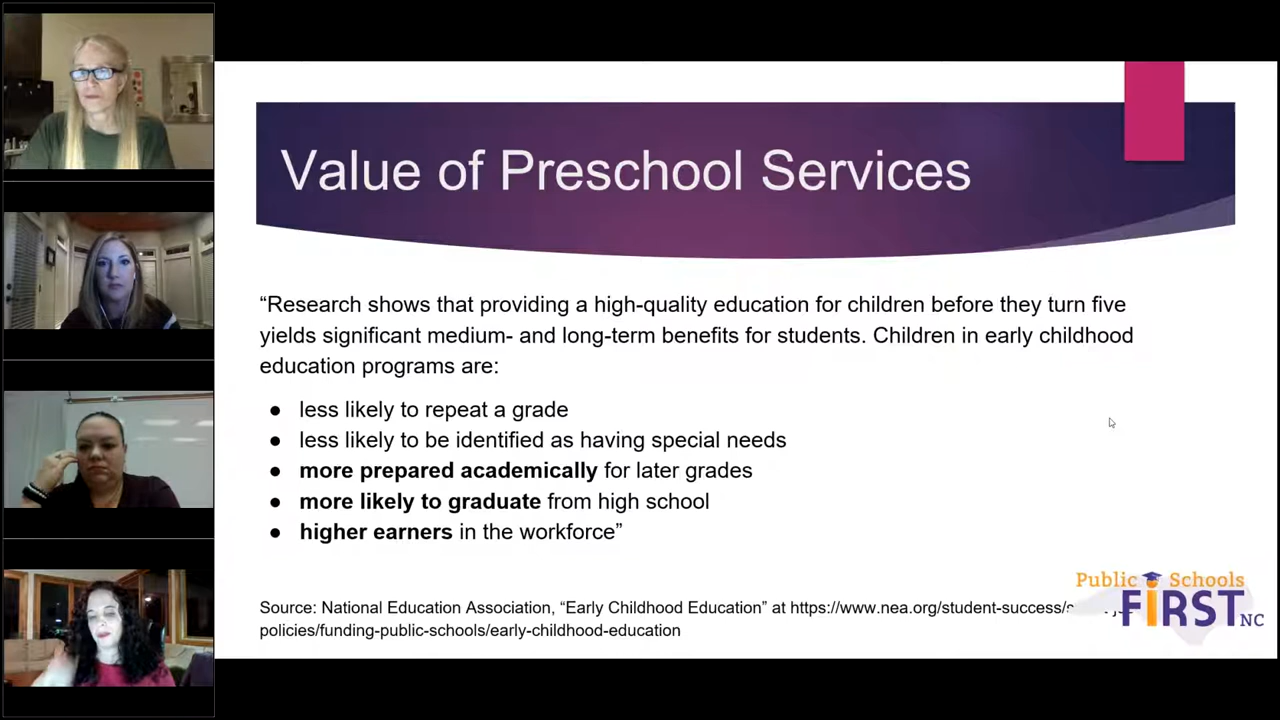 Value of Preschool Services
“Research shows that providing a high-quality education for children before they turn five
yields significant medium- and long-term benefits for students. Children in early childhood
education programs are:
● less likely to repeat a grade
● less likely to be identified as having special needs
● more prepared academically for later grades
● more likely to graduate from high school
● higher earners in the workforce”
Source: National Education Association, “Early Childhood Education” at https://www.nea.org/student-success/
policies/funding-public-schools/early-childhood-education
Public Schools
FiRST NC